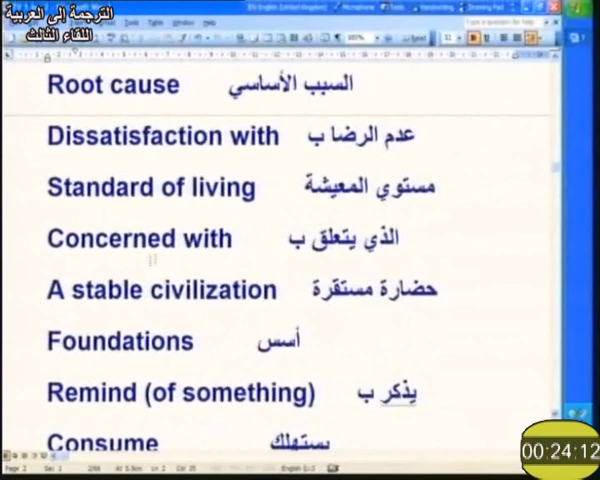 الترجمة إلى العربية
اللقاء الثالث
Root cause السبب الأساسي
Dissatisfaction with عدم الرضا ب
Standard of living مستوي المعيشة
Concerned with الذي يتعلق ب
A stable civilization حضارة مستقرة
Foundations أسس
Remind (of something) يذكر ب
Consume يستهلك
00:24:12